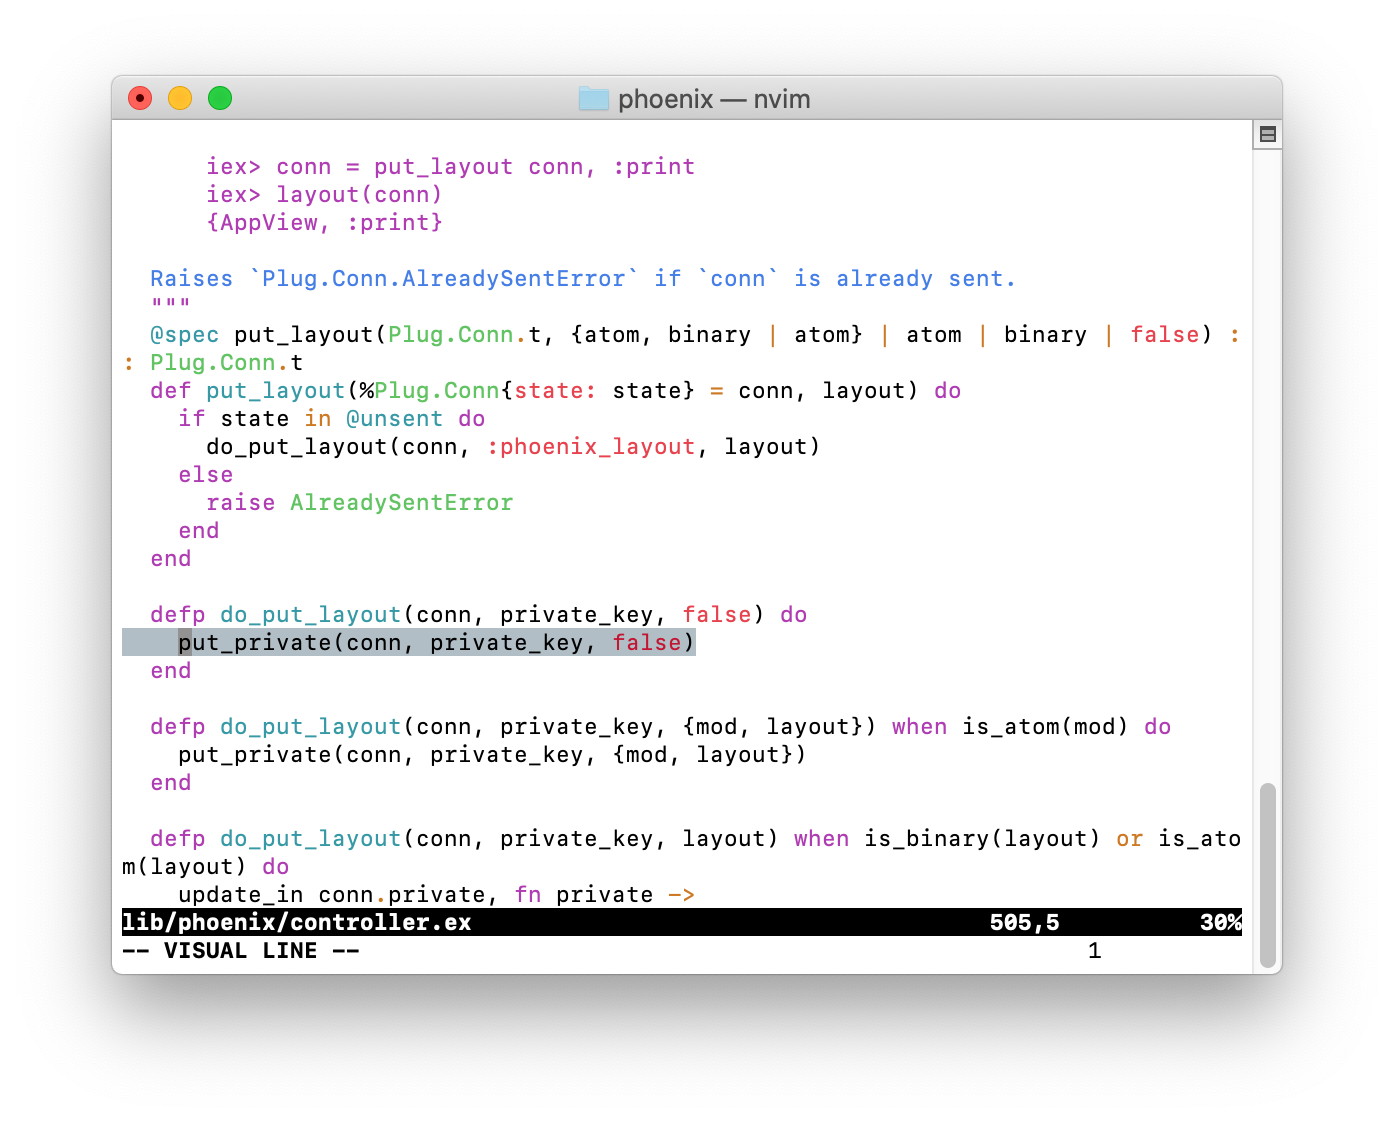 phoenix — nvim
iex> conn = put_layout conn, :print
iex> layout(conn)
{AppView, :print}
Raises `Plug.Conn.AlreadySentError` if `conn` is already sent.
"""
@spec put_layout(Plug.Conn.t, {atom, binary | atom} | atom | binary | false) :
: Plug.Conn.t
def put_layout(%Plug.Conn{state: state} = conn, layout) do
if state in @unsent do
do_put_layout(conn, :phoenix_layout, layout)
else
raise AlreadySentError
end
end
defp do_put_layout(conn, private_key, false) do
put_private(conn, private_key, false)
end
defp do_put_layout(conn, private_key, {mod, layout}) when is_atom(mod) do
put_private(conn, private_key, {mod, layout})
end
defp do_put_layout(conn, private_key, layout) when is_binary(layout) or is_ato
m(layout) do
update_in conn.private, fn private ->
lib/phoenix/controller.ex 505,5 30%
-- VISUAL LINE -- 1